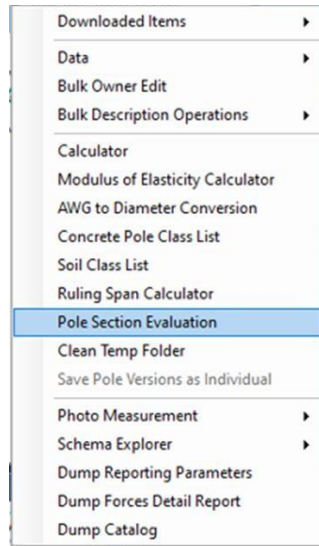 Downloaded Items
Data
Bulk Owner Edit
Bulk Description Operations
Calculator
Modulus of Elasticity Calculator
AWG to Diameter Conversion
Concrete Pole Class List
Soil Class List
Ruling Span Calculator
Pole Section Evaluation
Clean Temp Folder
Save Pole Versions as Individual
Photo Measurement
Schema Explorer
Dump Reporting Parameters
Dump Forces Detail Report
Dump Catalog